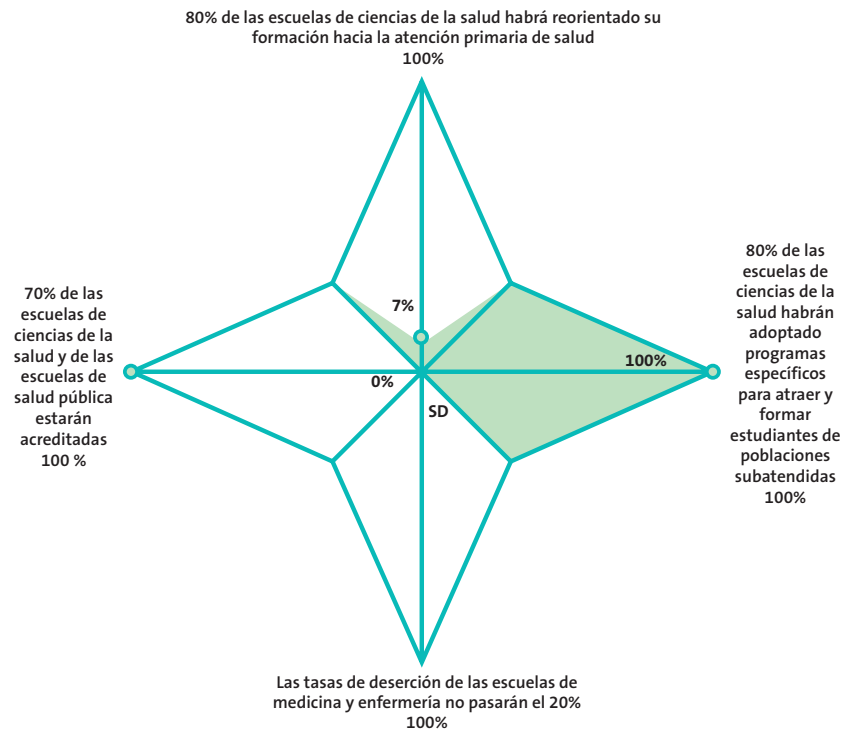 80% de las escuelas de ciencias de la salud habrá reorientado su
formación hacia la atención primaria de salud
100%
7%
70% de las
escuelas de
ciencias de la
salud y de las
escuelas de
salud pública
estarán
acreditadas
100 %
0%
SD
100%
80% de las
escuelas de
ciencias de la
salud habrán
adoptado
programas
específicos
para atraer y
formar
estudiantes de
poblaciones
subatendidas
100%
Las tasas de deserción de las escuelas de
medicina y enfermería no pasarán el 20%
100%